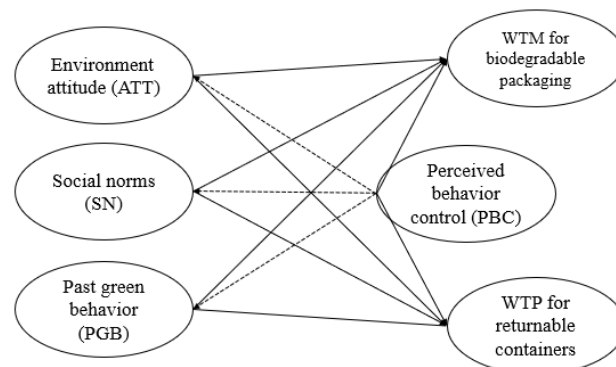 Environment
attitude (ATT)
Social norms
(SN)
Past green
behavior
(PGB)
WTM for
biodegradable
packaging
Perceived
behavior
control (PBC)
WTP for
returnable
containers